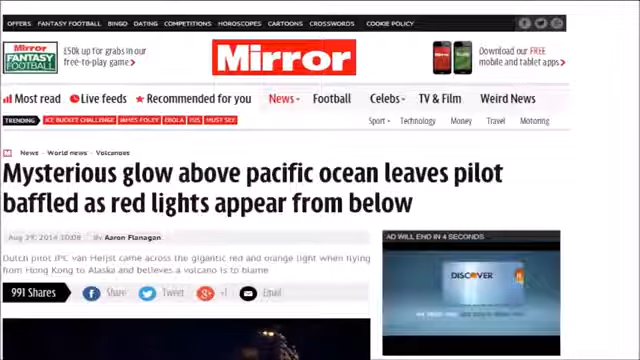 OFFERS FANTASY FOOTBALL BINGO DATING COMPETITIONS HOROSCOPES CARTOONS CROSSWORDS COOKIE POLICY
Mirror
FANTASY
FOOTBALL
£50k up for grabs in our
free-to-play game >
Mirror
Download our FREE
mobile and tablet apps >
Most read Live feeds Recommended for you News Football Celebs TV & Film Weird News
TRENDING ICE BUCKET CHALLENGE JAMES FOLEY EBOLA ISIS MUST SEE Sport Technology Money Travel Motoring
M News - World news - Volcanoes
Mysterious glow above pacific ocean leaves pilot
baffled as red lights appear from below
Aug 29, 2014 10:08 By Aaron Flanagan
Dutch pilot JPC van Heijst came across the gigantic red and orange light when flying
from Hong Kong to Alaska and believes a volcano is to blame
991 Shares Share Tweet +1 Email
AD WILL END IN 4 SECONDS
DISCOVER